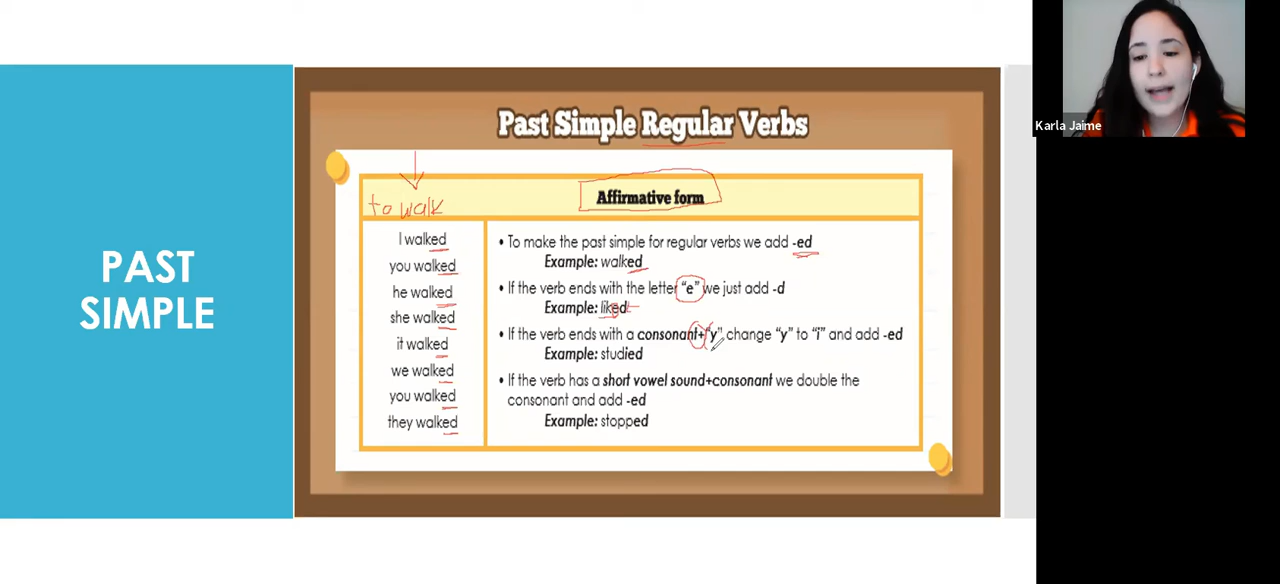 PAST
SIMPLE
Past Simple Regular Verbs
to walk
Affirmative form
I walked
you walked
he walked
she walked
it walked
we walked
you walked
they walked
• To make the past simple for regular verbs we add -ed
Example: walked
• If the verb ends with the letter "e" we just add -d
Example: liked
• If the verb ends with a consonant+"y", change "y" to "i" and add -ed
Example: studied
• If the verb has a short vowel sound+consonant we double the
consonant and add -ed
Example: stopped
Karla Jaime